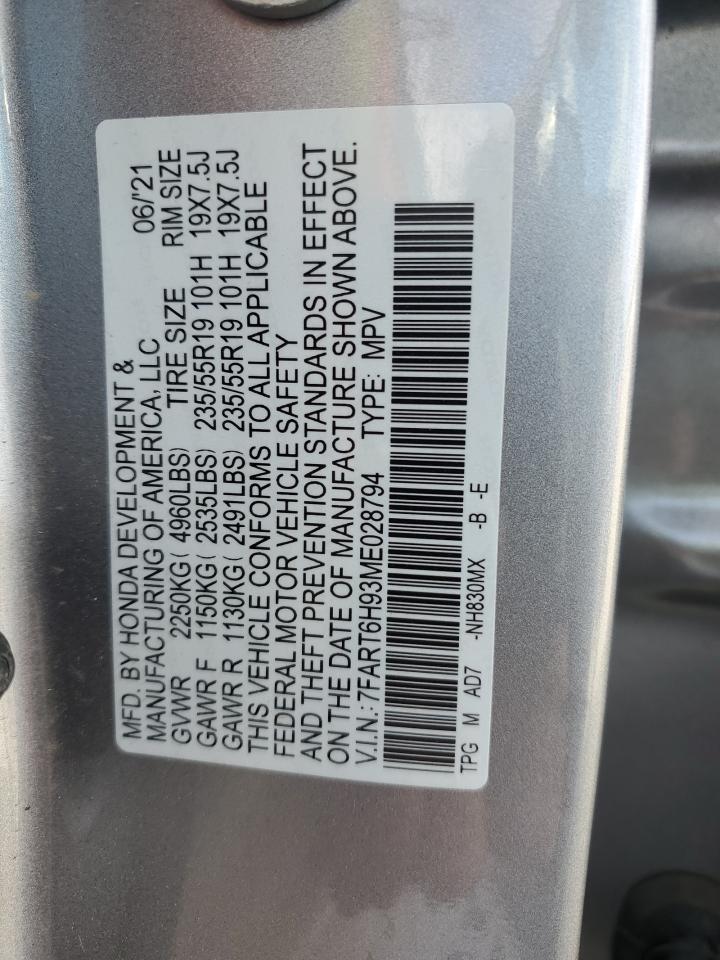 MFD. BY HONDA DEVELOPMENT &
MANUFACTURING OF AMERICA, LLC 06/'21
GVWR 2250KG( 4960LBS) TIRE SIZE RIM SIZE
GAWR F 1150KG( 2535LBS) 235/55R19 101H 19X7.5J
GAWR R 1130KG( 2491LBS) 235/55R19 101H 19X7.5J
THIS VEHICLE CONFORMS TO ALL APPLICABLE
FEDERAL MOTOR VEHICLE SAFETY
AND THEFT PREVENTION STANDARDS IN EFFECT
ON THE DATE OF MANUFACTURE SHOWN ABOVE.
V.I.N.: 7FART6H93ME028794 TYPE: MPV
TPG M AD7 -NH830MX -B -E